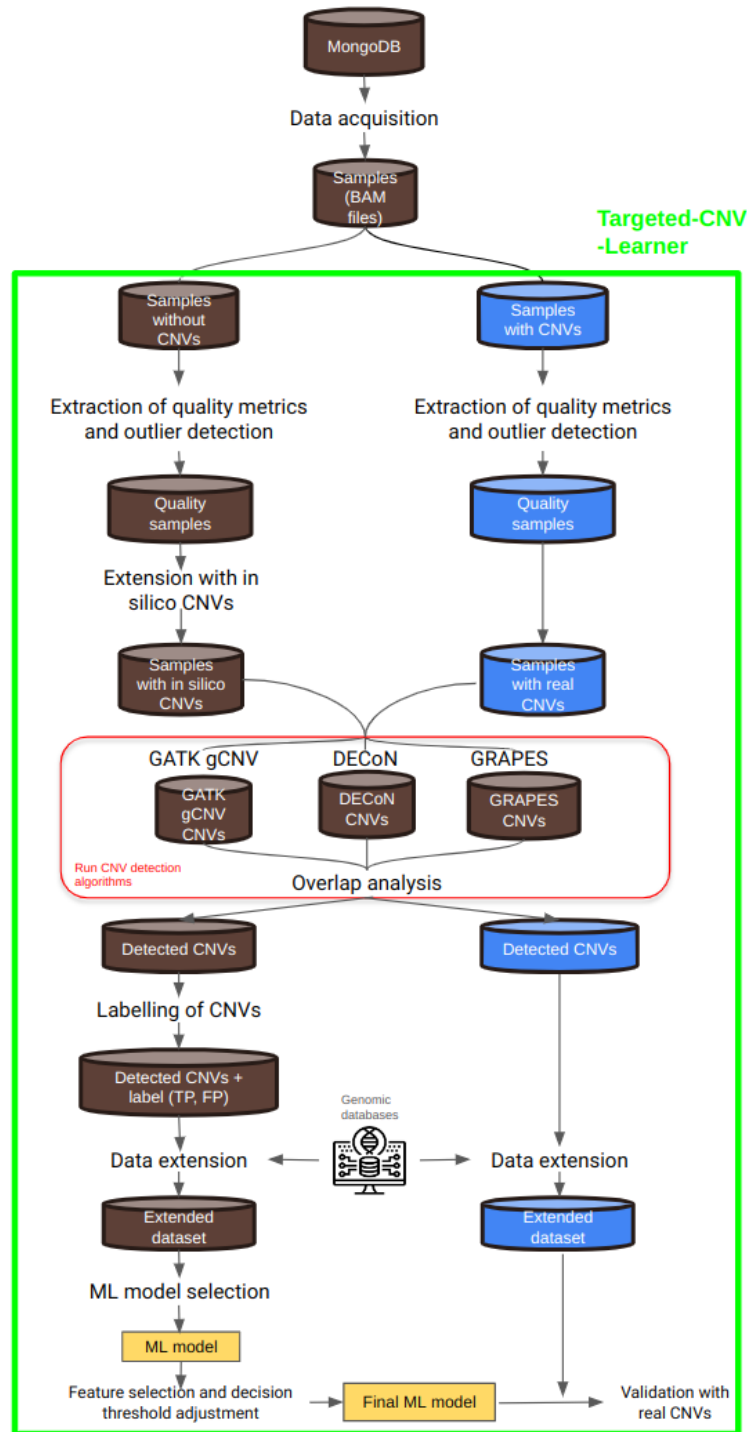 MongoDB
Data acquisition
Samples
(BAM
files)
Targeted-CNV
-Learner
Samples
without
CNVs
Samples
with CNVs
Extraction of quality metrics
and outlier detection
Extraction of quality metrics
and outlier detection
Quality
samples
Quality
samples
Extension with in
silico CNVs
Samples
with in silico
CNVs
Samples
with real
CNVs
GATK gCNV
DECoN
GRAPES
GATK
gCNV
CNVs
DECoN
CNVs
GRAPES
CNVs
Run CNV detection
algorithms
Overlap analysis
Detected CNVs
Detected CNVs
Labelling of CNVs
Detected CNVs +
label (TP, FP)
Genomic
databases
Data extension
Data extension
Extended
dataset
Extended
dataset
ML model selection
ML model
Feature selection and decision
threshold adjustment
Final ML model
Validation with
real CNVs